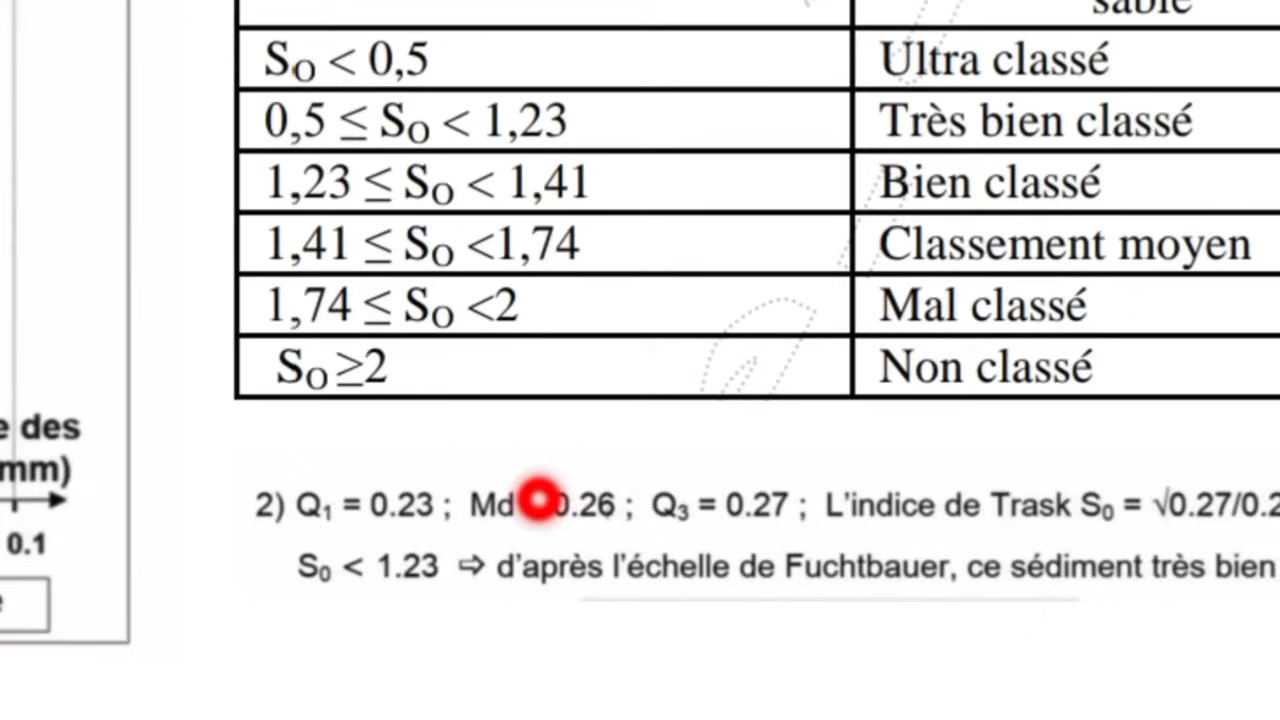 sable
S₀ < 0,5 Ultra classé
0,5 ≤ S₀ < 1,23 Très bien classé
1,23 ≤ S₀ < 1,41 Bien classé
1,41 ≤ S₀ <1,74 Classement moyen
1,74 ≤ S₀ <2 Mal classé
S₀ ≥2 Non classé
des
mm)
0.1
2) Q₁ = 0.23 ; Md 0.26 ; Q₃ = 0.27 ; L'indice de Trask S₀ = √0.27/0.2
S₀ < 1.23 ⇨ d'après l'échelle de Fuchtbauer, ce sédiment très bien